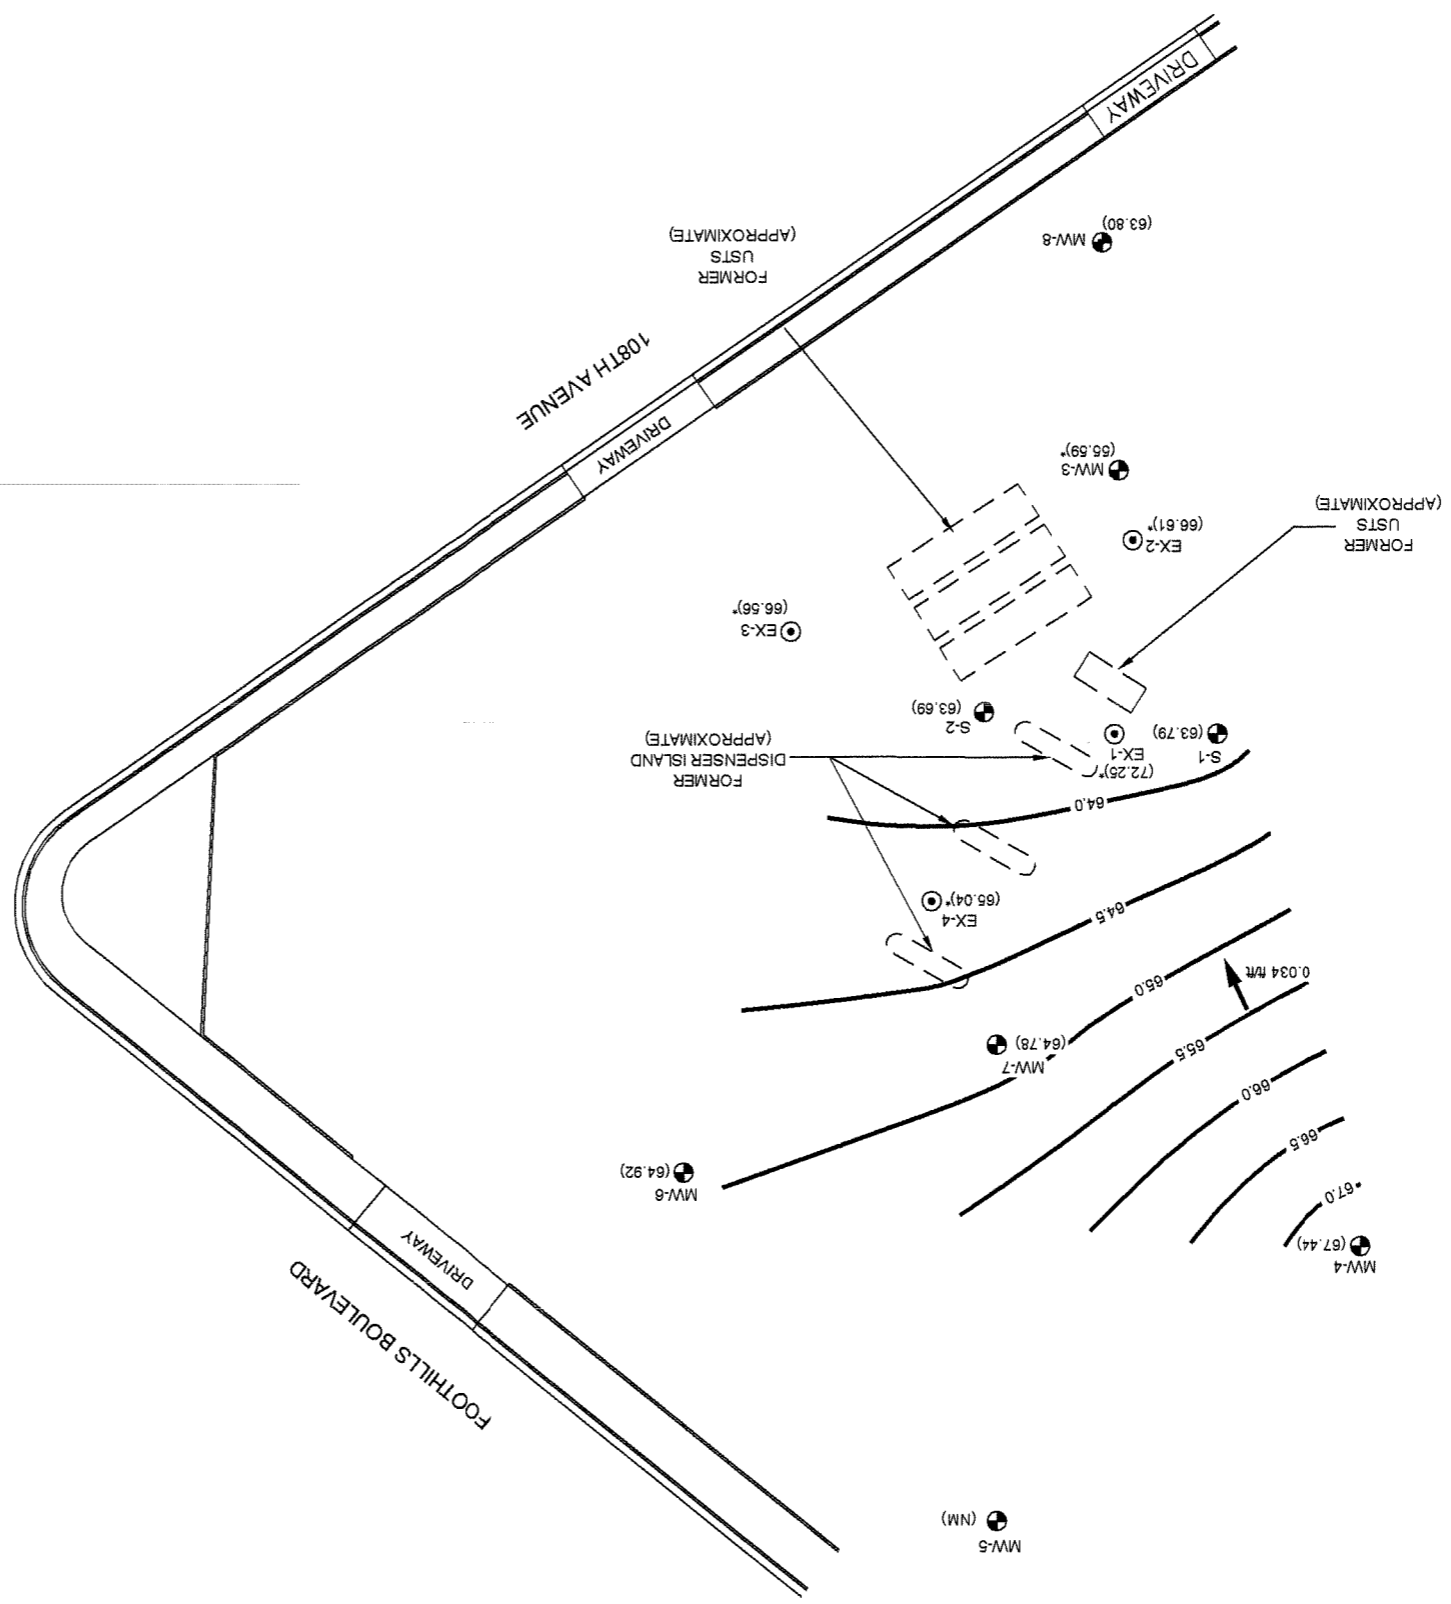 MW-5
(NM)
FOOTHILLS BOULEVARD
DRIVEWAY
MW-4
(67.44)
67.0
66.5
66.0
65.5
65.0
64.5
64.0
0.034 ft/ft
MW-6
(64.92)
MW-7
(64.78)
EX-4
(65.04)*
FORMER
DISPENSER ISLAND
(APPROXIMATE)
S-1
(63.79)
EX-1
(72.25)*
S-2
(63.69)
EX-3
(66.56)*
FORMER
USTS
(APPROXIMATE)
EX-2
(66.61)*
MW-3
(65.59)*
108TH AVENUE
DRIVEWAY
FORMER
USTS
(APPROXIMATE)
MW-8
(63.80)
DRIVEWAY